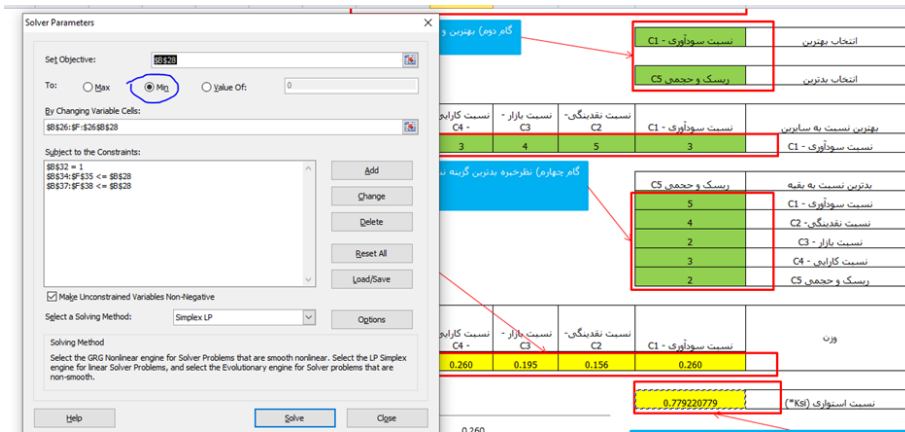 Solver Parameters
Set Objective:
$B$28
To:
Max
Min
Value Of:
0
By Changing Variable Cells:
$B$26:$F:$26$B$28
Subject to the Constraints:
$B$32 = 1
$B$34:$F$35 <= $B$28
$B$37:$F$38 <= $B$28
Add
Change
Delete
Reset All
Load/Save
Make Unconstrained Variables Non-Negative
Select a Solving Method:
Simplex LP
Options
Solving Method
Select the GRG Nonlinear engine for Solver Problems that are smooth nonlinear. Select the LP Simplex
engine for linear Solver Problems, and select the Evolutionary engine for Solver problems that are
non-smooth.
Help
Solve
Close
گام دوم) بهترین و
انتخاب بهترین
نسبت سودآوری - C1
انتخاب بدترین
ریسک و حجمی C5
بهترین نسبت به سایرین
نسبت سودآوری - C1
نسبت نقدینگی-
C2
نسبت بازار -
C3
نسبت کارایی
C4 -
نسبت سودآوری - C1
3
5
4
3
گام چهارم) نظرخبره بدترین گزینه
بدترین نسبت به بقیه
ریسک و حجمی C5
نسبت سودآوری - C1
5
نسبت نقدینگی- C2
4
نسبت بازار - C3
2
نسبت کارایی - C4
3
ریسک و حجمی C5
2
وزن
نسبت سودآوری - C1
نسبت نقدینگی-
C2
نسبت بازار -
C3
نسبت کارایی
C4 -
0.260
0.156
0.195
0.260
نسبت استواری (Ksi*)
0.779220779
0.260